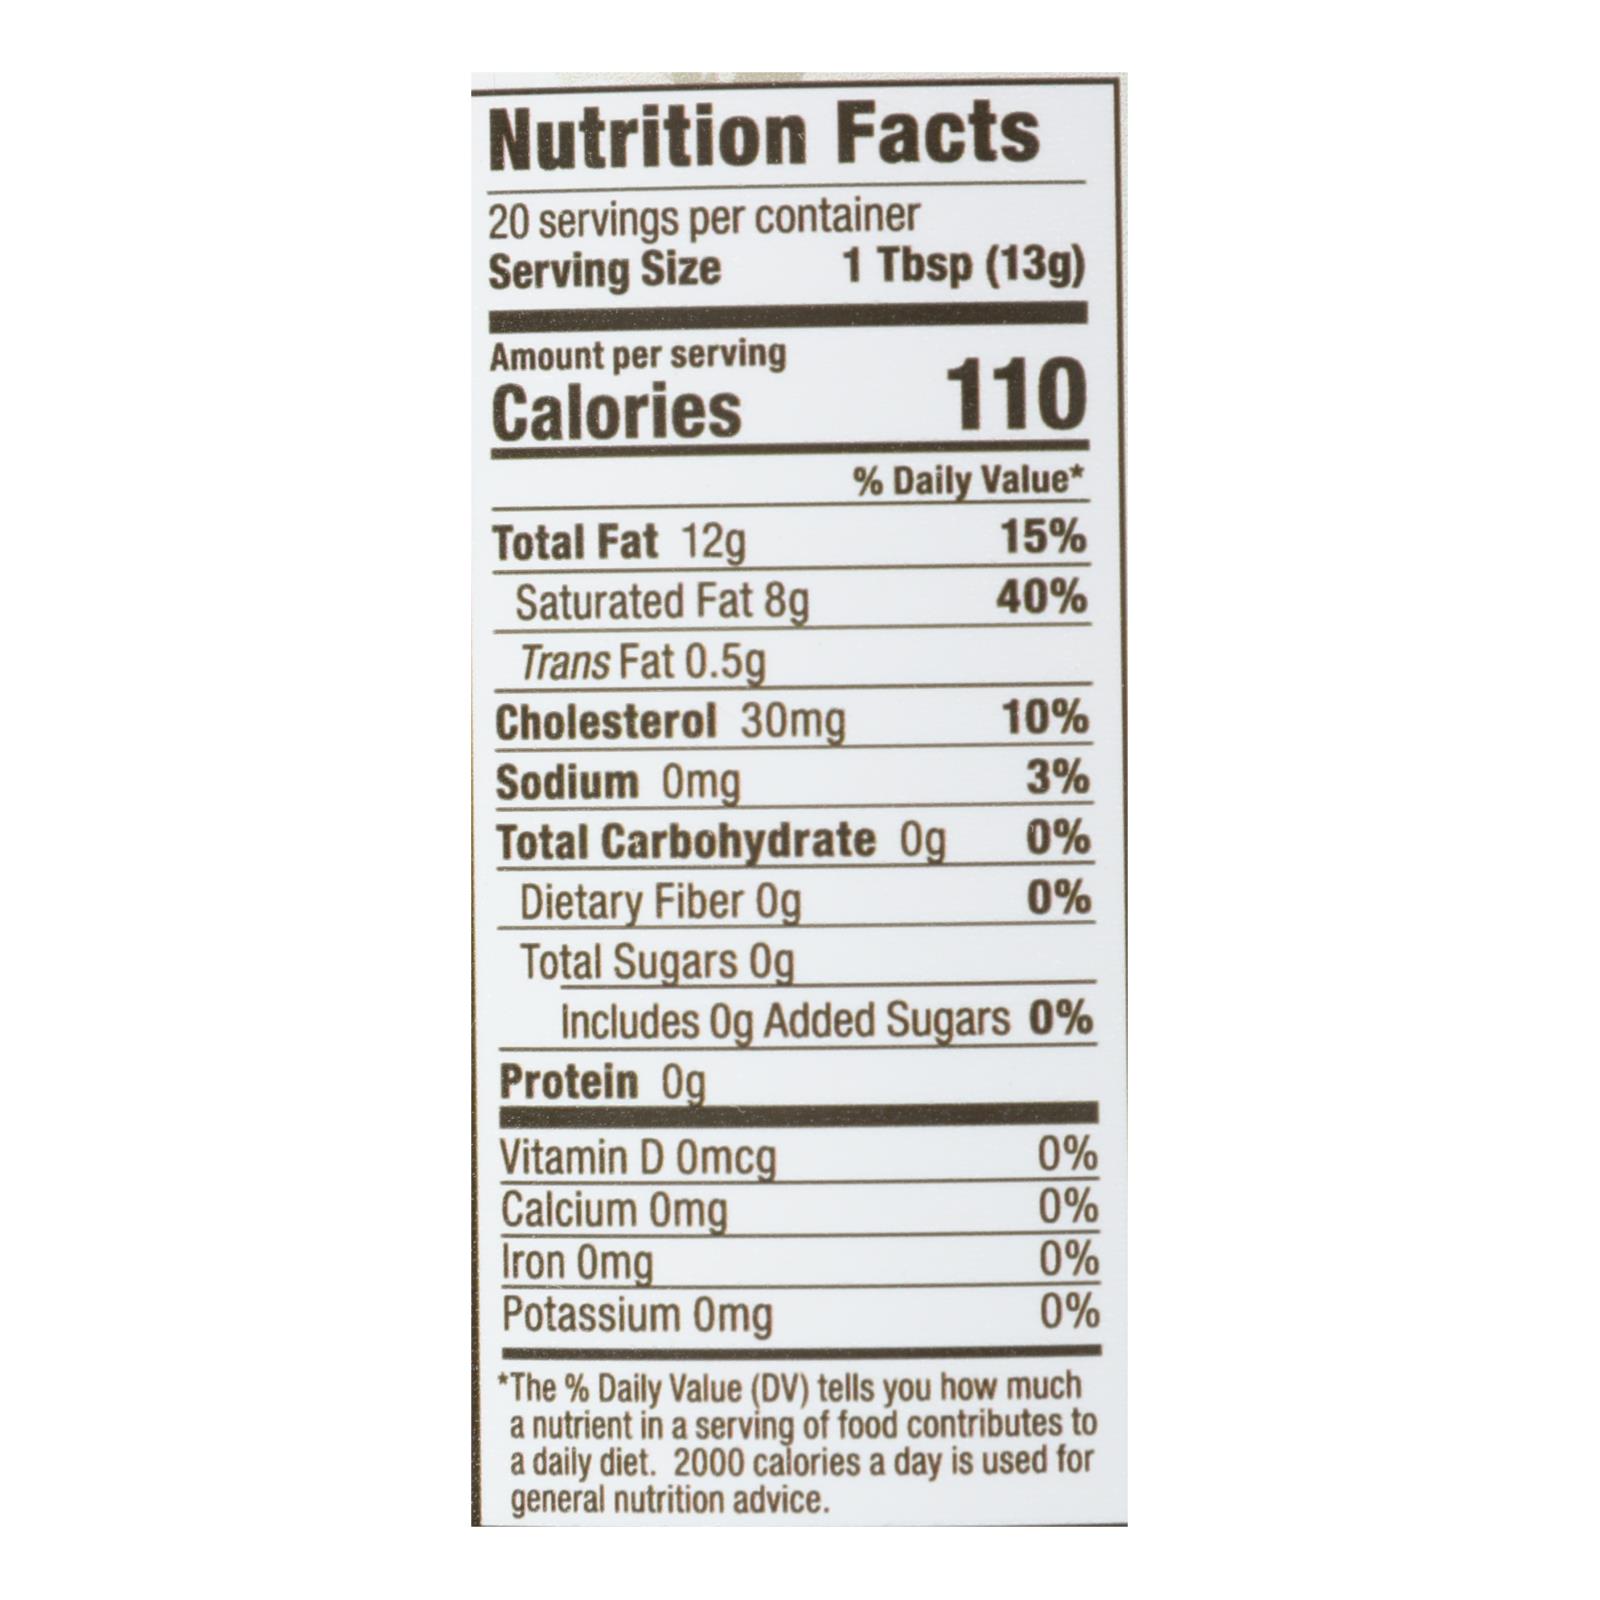 Nutrition Facts
20 servings per container
Serving Size 1 Tbsp (13g)
Amount per serving
Calories 110
% Daily Value*
Total Fat 12g 15%
Saturated Fat 8g 40%
Trans Fat 0.5g
Cholesterol 30mg 10%
Sodium 0mg 3%
Total Carbohydrate 0g 0%
Dietary Fiber 0g 0%
Total Sugars 0g
Includes 0g Added Sugars 0%
Protein 0g
Vitamin D 0mcg 0%
Calcium 0mg 0%
Iron 0mg 0%
Potassium 0mg 0%
*The % Daily Value (DV) tells you how much
a nutrient in a serving of food contributes to
a daily diet. 2000 calories a day is used for
general nutrition advice.